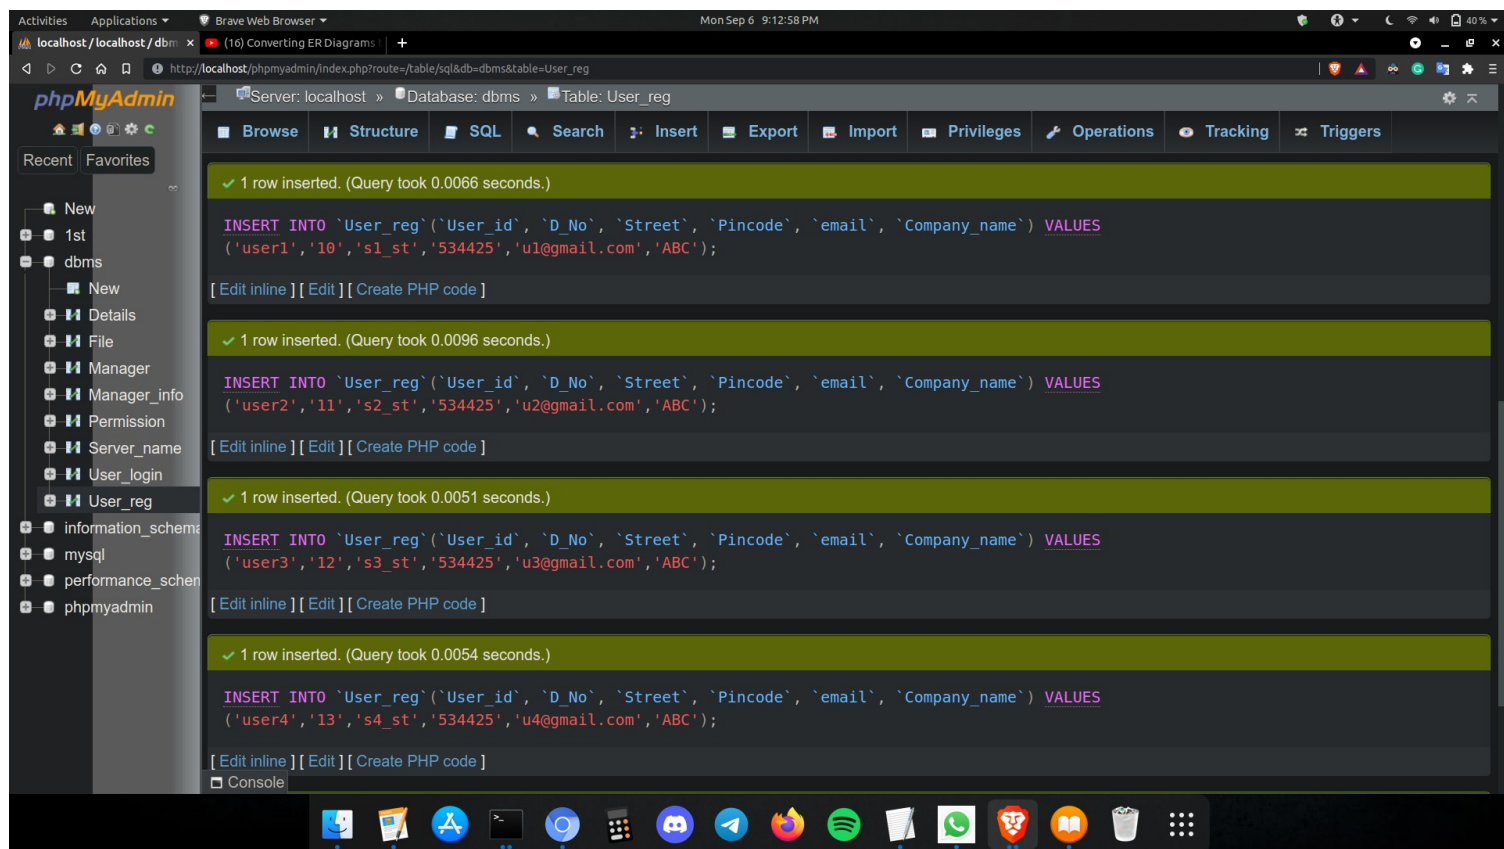 Activities Applications Brave Web Browser Mon Sep 6 9:12:58 PM 40 %
localhost / localhost / dbm × (16) Converting ER Diagrams t +
http://localhost/phpmyadmin/index.php?route=/table/sql&db=dbms&table=User_reg
phpMyAdmin
Recent Favorites
New
1st
dbms
New
Details
File
Manager
Manager_info
Permission
Server_name
User_login
User_reg
information_schema
mysql
performance_schem
phpmyadmin
Server: localhost » Database: dbms » Table: User_reg
Browse Structure SQL Search Insert Export Import Privileges Operations Tracking Triggers
1 row inserted. (Query took 0.0066 seconds.)
INSERT INTO `User_reg`(`User_id`, `D_No`, `Street`, `Pincode`, `email`, `Company_name`) VALUES
('user1','10','s1_st','534425','u1@gmail.com','ABC');
[ Edit inline ] [ Edit ] [ Create PHP code ]
1 row inserted. (Query took 0.0096 seconds.)
INSERT INTO `User_reg`(`User_id`, `D_No`, `Street`, `Pincode`, `email`, `Company_name`) VALUES
('user2','11','s2_st','534425','u2@gmail.com','ABC');
[ Edit inline ] [ Edit ] [ Create PHP code ]
1 row inserted. (Query took 0.0051 seconds.)
INSERT INTO `User_reg`(`User_id`, `D_No`, `Street`, `Pincode`, `email`, `Company_name`) VALUES
('user3','12','s3_st','534425','u3@gmail.com','ABC');
[ Edit inline ] [ Edit ] [ Create PHP code ]
1 row inserted. (Query took 0.0054 seconds.)
INSERT INTO `User_reg`(`User_id`, `D_No`, `Street`, `Pincode`, `email`, `Company_name`) VALUES
('user4','13','s4_st','534425','u4@gmail.com','ABC');
[ Edit inline ] [ Edit ] [ Create PHP code ]
Console